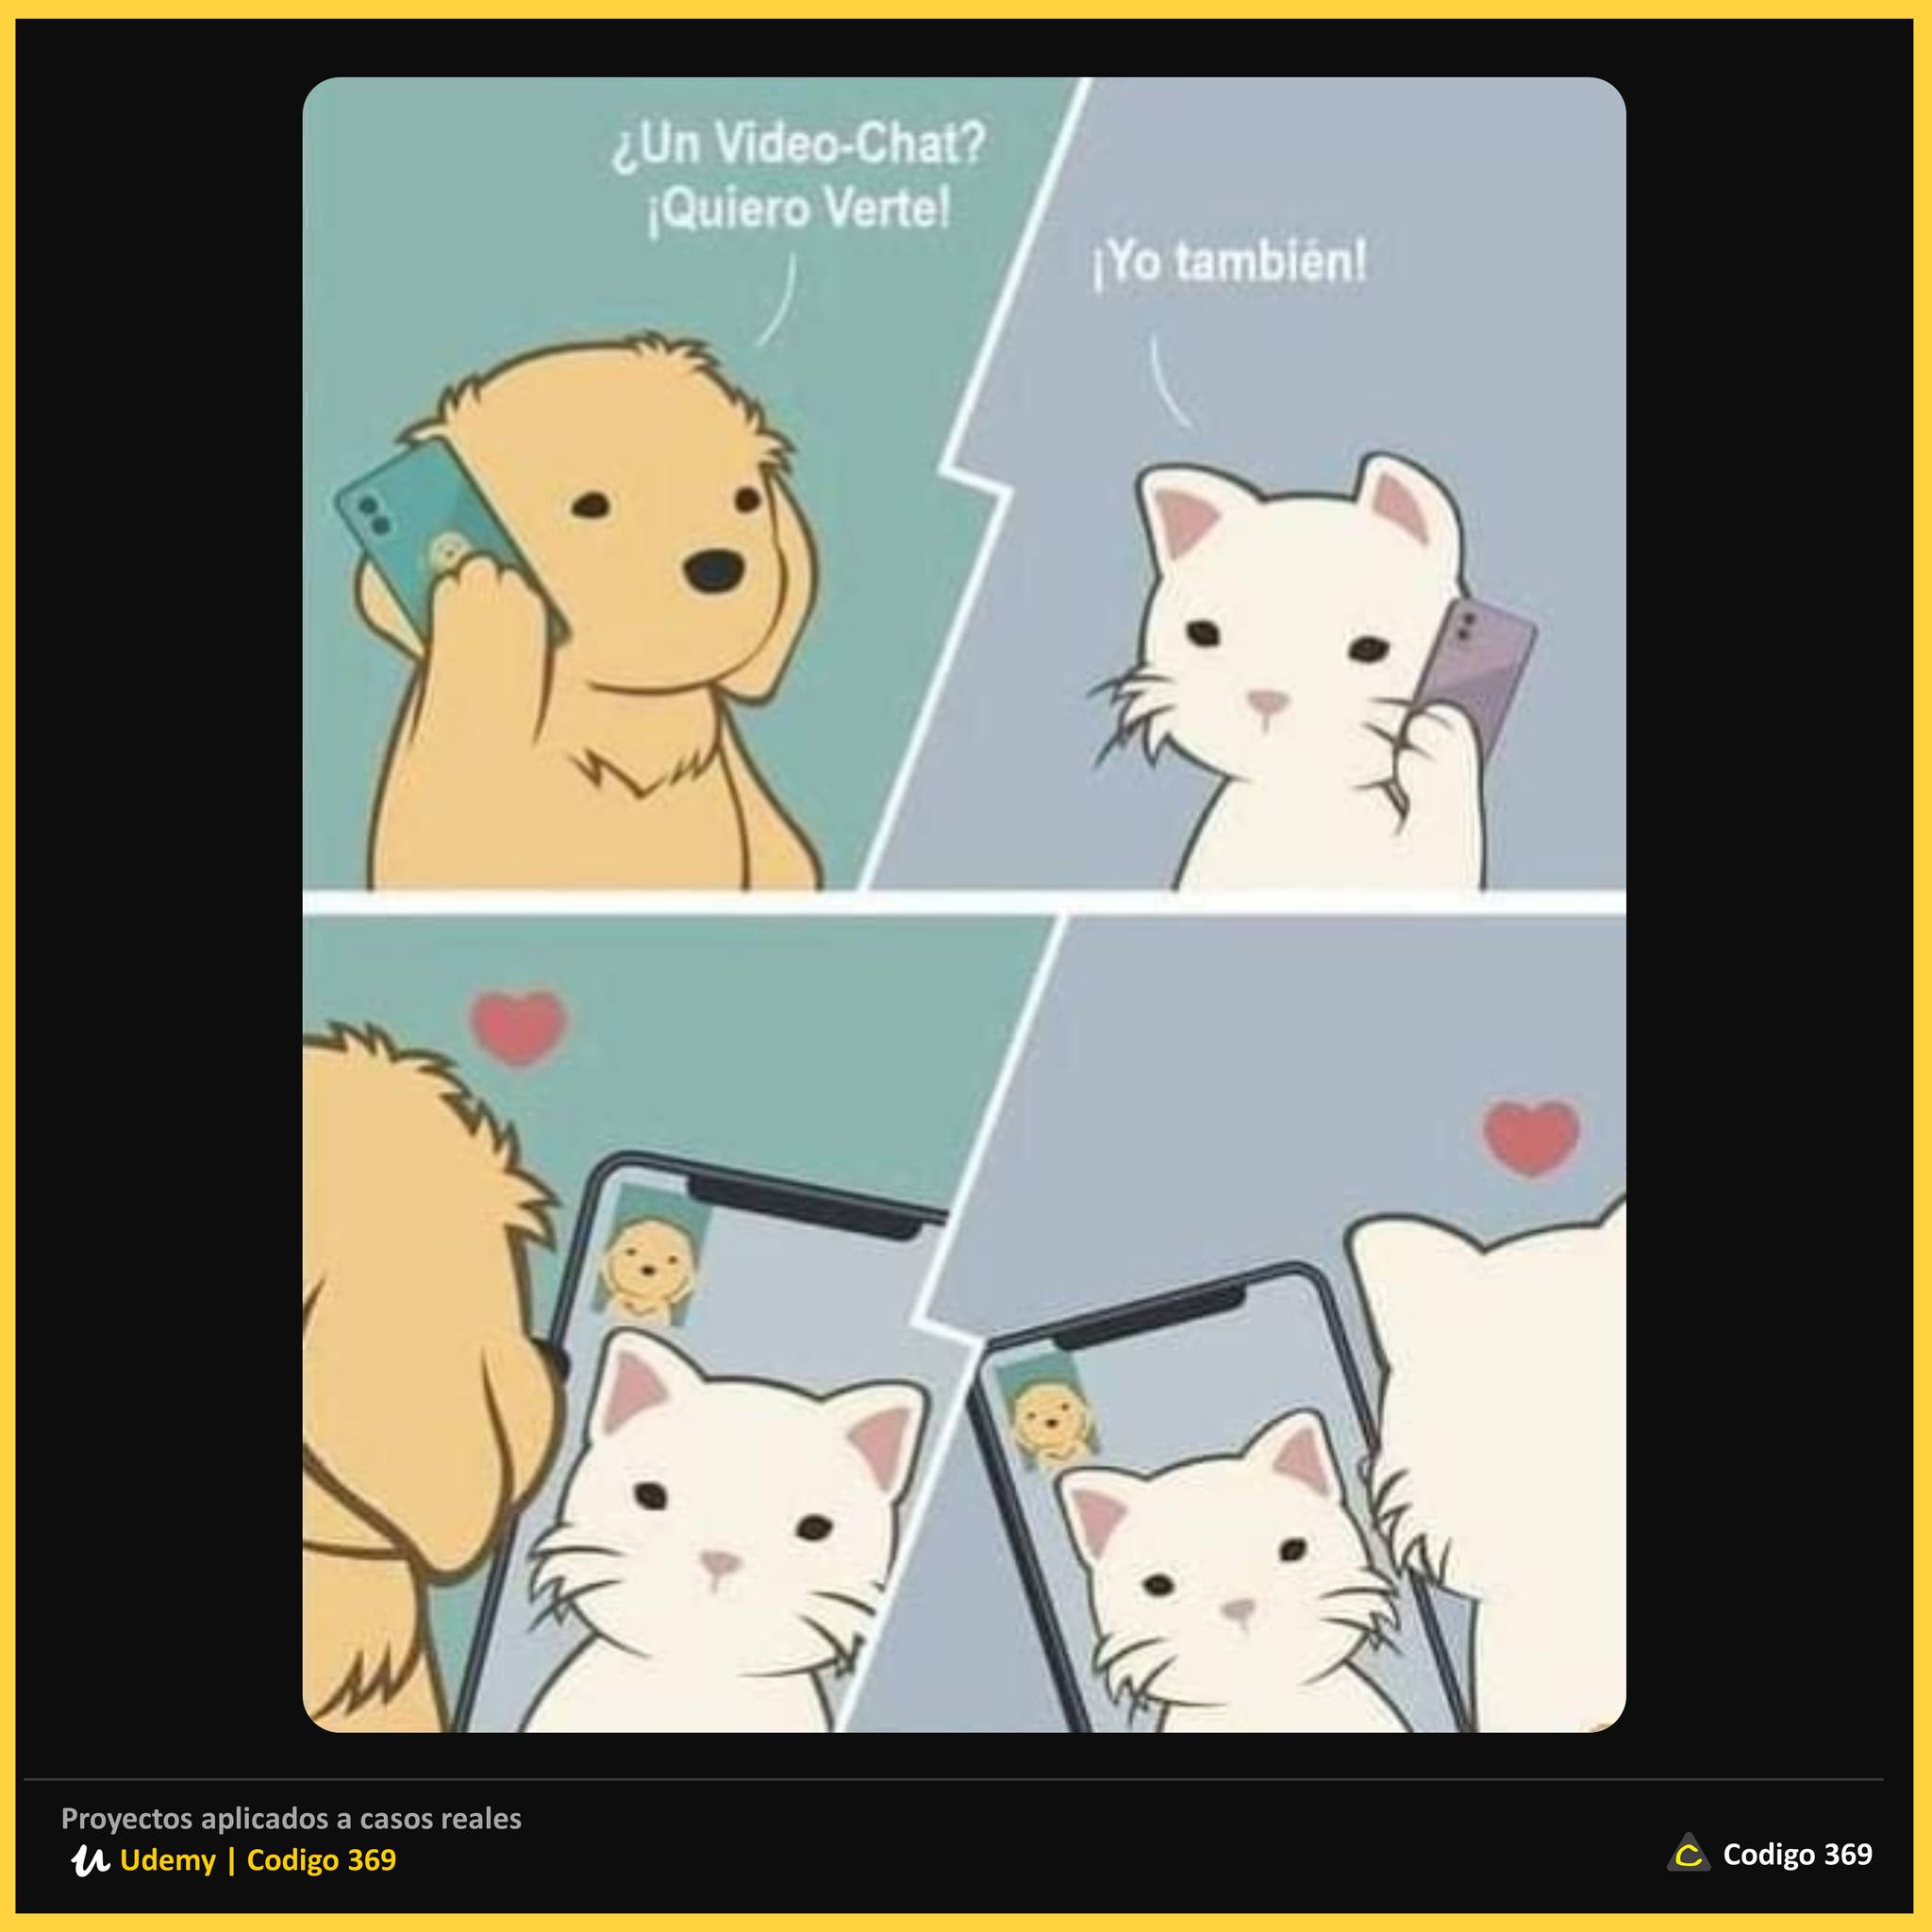 ¿Un Video-Chat?
¡Quiero Verte!
¡Yo también!
Proyectos aplicados a casos reales
Udemy | Codigo 369
Codigo 369